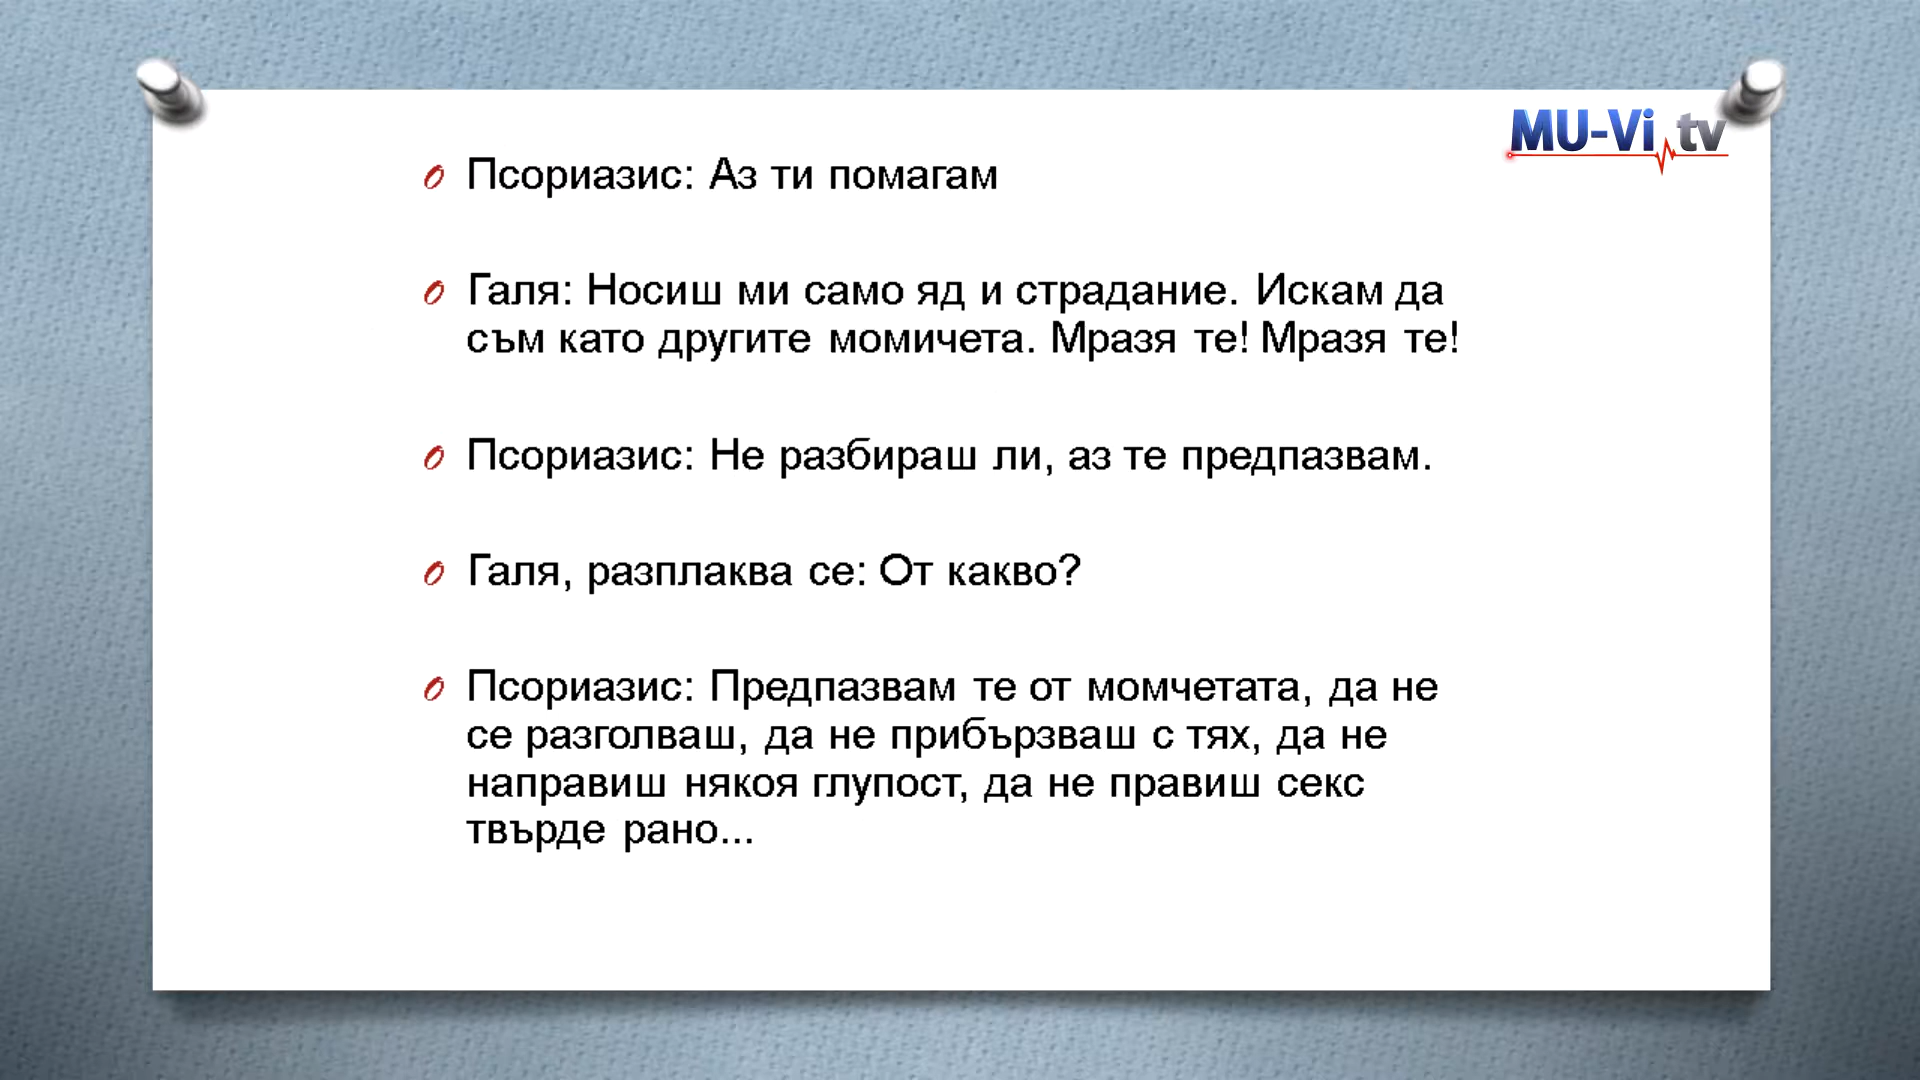 MU-Vi tv
Псориазис: Аз ти помагам
Галя: Носиш ми само яд и страдание. Искам да
съм като другите момичета. Мразя те! Мразя те!
Псориазис: Не разбираш ли, аз те предпазвам.
Галя, разплаква се: От какво?
Псориазис: Предпазвам те от момчетата, да не
се разголваш, да не прибързваш с тях, да не
направиш някоя глупост, да не правиш секс
твърде рано...